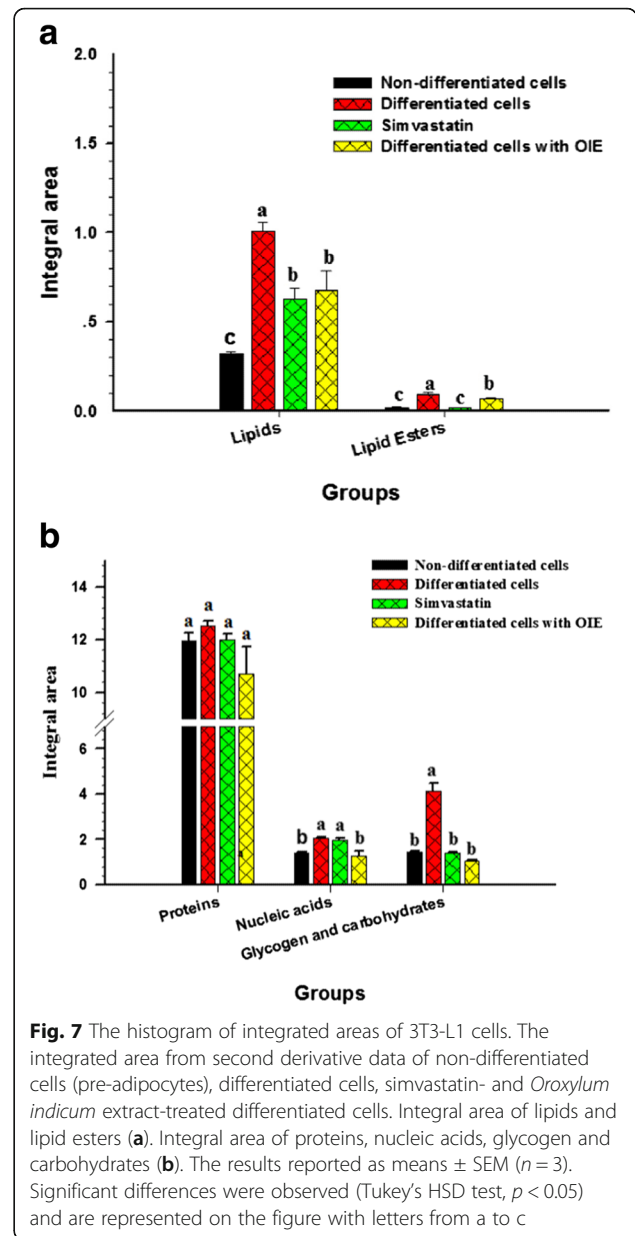 a
2.0
1.5
1.0
.5
0.0
Integral area
Non-differentiated cells
Differentiated cells
Simvastatin
Differentiated cells with OIE
c a b b
c a c b
Lipids Lipid Esters
Groups
b
14
12
10
6
4
2
0
Integral area
Non-differentiated cells
Differentiated cells
Simvastatin
Differentiated cells with OIE
a a a a
b a a b
b a b b
Proteins Nucleic acids Glycogen and carbohydrates
Groups
Fig. 7 The histogram of integrated areas of 3T3-L1 cells. The
integrated area from second derivative data of non-differentiated
cells (pre-adipocytes), differentiated cells, simvastatin- and Oroxylum
indicum extract-treated differentiated cells. Integral area of lipids and
lipid esters (a). Integral area of proteins, nucleic acids, glycogen and
carbohydrates (b). The results reported as means ± SEM (n = 3).
Significant differences were observed (Tukey's HSD test, p < 0.05)
and are represented on the figure with letters from a to c